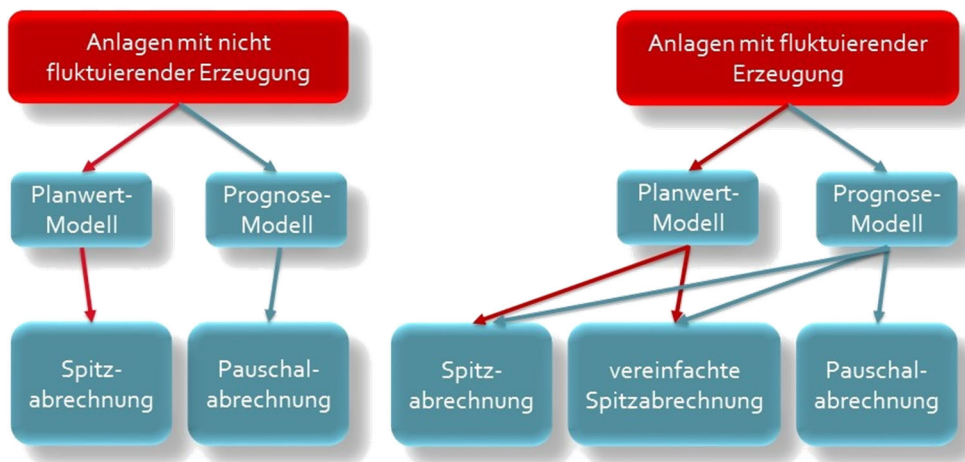 Anlagen mit nicht
fluktuierender Erzeugung
Planwert-
Modell
Prognose-
Modell
Spitz-
abrechnung
Pauschal-
abrechnung
Anlagen mit fluktuierender
Erzeugung
Planwert-
Modell
Prognose-
Modell
Spitz-
abrechnung
vereinfachte
Spitzabrechnung
Pauschal-
abrechnung